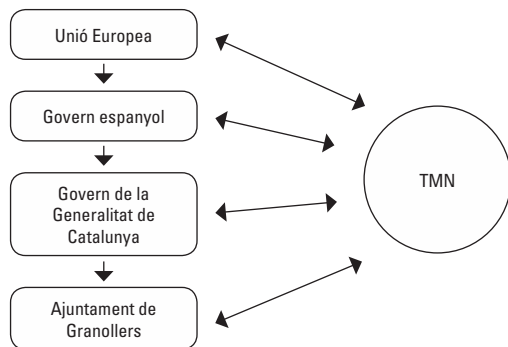 Unió Europea
Govern espanyol
Govern de la
Generalitat de
Catalunya
Ajuntament de
Granollers
TMN